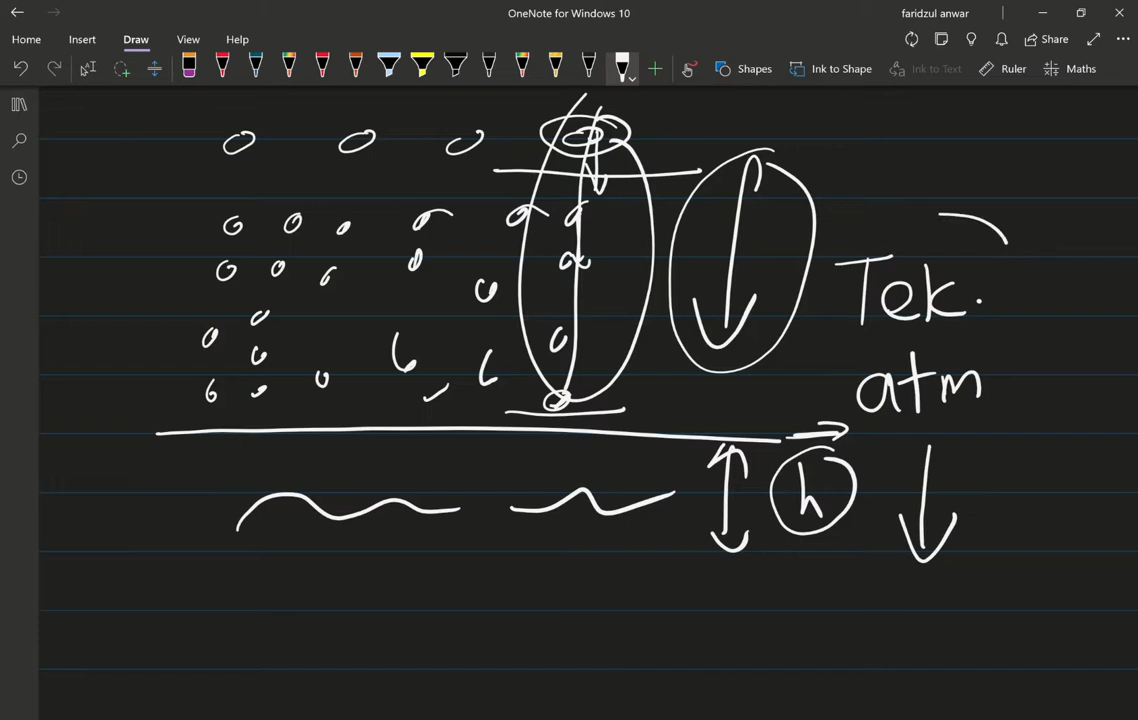 OneNote for Windows 10
faridzul anwar
Home
Insert
Draw
View
Help
Share
Shapes
Ink to Shape
Ink to Text
Ruler
Maths
Tek.
atm
h